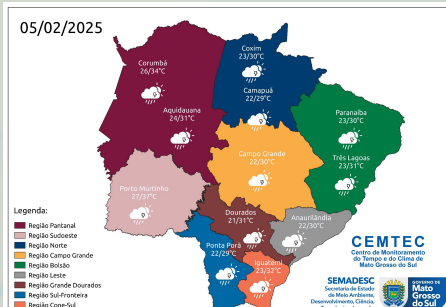 05/02/2025
Coxim
23/30°C
Corumbá
26/34°C
Camapuã
22/29°C
Aquidauana
24/31°C
Paranaíba
23/30°C
Campo Grande
22/30°C
Três Lagoas
23/31°C
Porto Murtinho
27/37°C
Dourados
21/31°C
Anaurilândia
22/30°C
Ponta Porã
22/29°C
Iguatemi
23/32°C
Legenda:
Região Pantanal
Região Sudoeste
Região Norte
Região Campo Grande
Região Bolsão
Região Leste
Região Grande Dourados
Região Sul-Fronteira
Região Cone-Sul
CEMTEC
Centro de Monitoramento
do Tempo e do Clima de
Mato Grosso do Sul
SEMADESC
Secretaria de Estado
de Meio Ambiente,
Desenvolvimento, Ciência,
GOVERNO DE
Mato
Grosso
do Sul